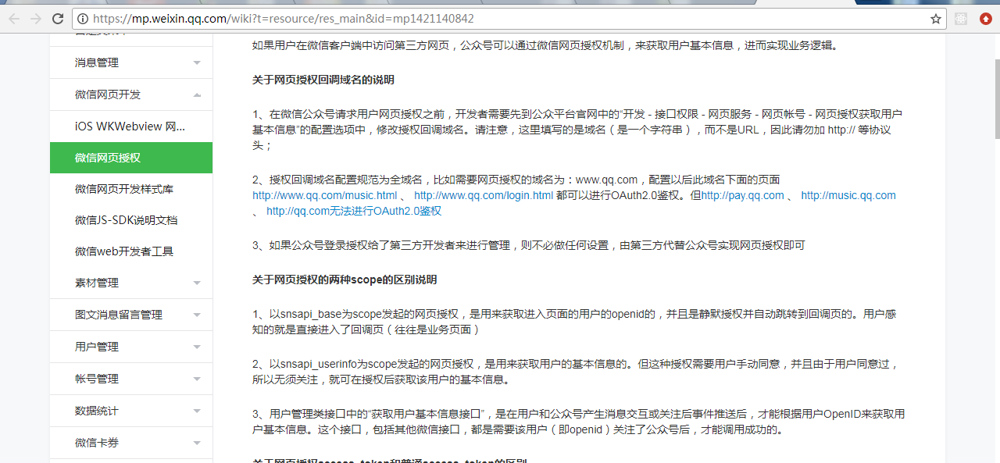 https://mp.weixin.qq.com/wiki?t=resource/res_main&id=mp1421140842
消息管理
微信网页开发
iOS WKWebview 网...
微信网页授权
微信网页开发样式库
微信JS-SDK说明文档
微信web开发者工具
素材管理
图文消息留言管理
用户管理
帐号管理
数据统计
微信卡券
如果用户在微信客户端中访问第三方网页，公众号可以通过微信网页授权机制，来获取用户基本信息，进而实现业务逻辑。
关于网页授权回调域名的说明
1、在微信公众号请求用户网页授权之前，开发者需要先到公众平台官网中的“开发 - 接口权限 - 网页服务 - 网页帐号 - 网页授权获取用户
基本信息”的配置选项中，修改授权回调域名。请注意，这里填写的是域名（是一个字符串），而不是URL，因此请勿加 http:// 等协议
头；
2、授权回调域名配置规范为全域名，比如需要网页授权的域名为：www.qq.com，配置以后此域名下面的页面
http://www.qq.com/music.html 、 http://www.qq.com/login.html 都可以进行OAuth2.0鉴权。但http://pay.qq.com 、 http://music.qq.com
、 http://qq.com无法进行OAuth2.0鉴权
3、如果公众号登录授权给了第三方开发者来进行管理，则不必做任何设置，由第三方代替公众号实现网页授权即可
关于网页授权的两种scope的区别说明
1、以snsapi_base为scope发起的网页授权，是用来获取进入页面的用户的openid的，并且是静默授权并自动跳转到回调页的。用户感
知的就是直接进入了回调页（往往是业务页面）
2、以snsapi_userinfo为scope发起的网页授权，是用来获取用户的基本信息的。但这种授权需要用户手动同意，并且由于用户同意过，
所以无须关注，就可在授权后获取该用户的基本信息。
3、用户管理类接口中的“获取用户基本信息接口”，是在用户和公众号产生消息交互或关注后事件推送后，才能根据用户OpenID来获取用
户基本信息。这个接口，包括其他微信接口，都是需要该用户（即openid）关注了公众号后，才能调用成功的。
关于网页授权access_token和普通access_token的区别